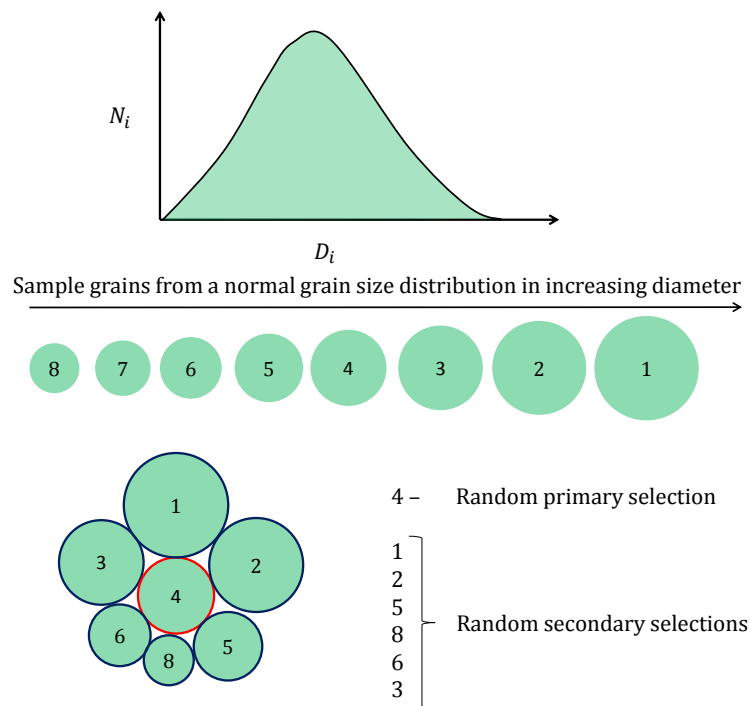 N_i
D_i
Sample grains from a normal grain size distribution in increasing diameter
8 7 6 5 4 3 2 1
1
3 2
4
6 5
8
4 – Random primary selection
1
2
5
8 Random secondary selections
6
3